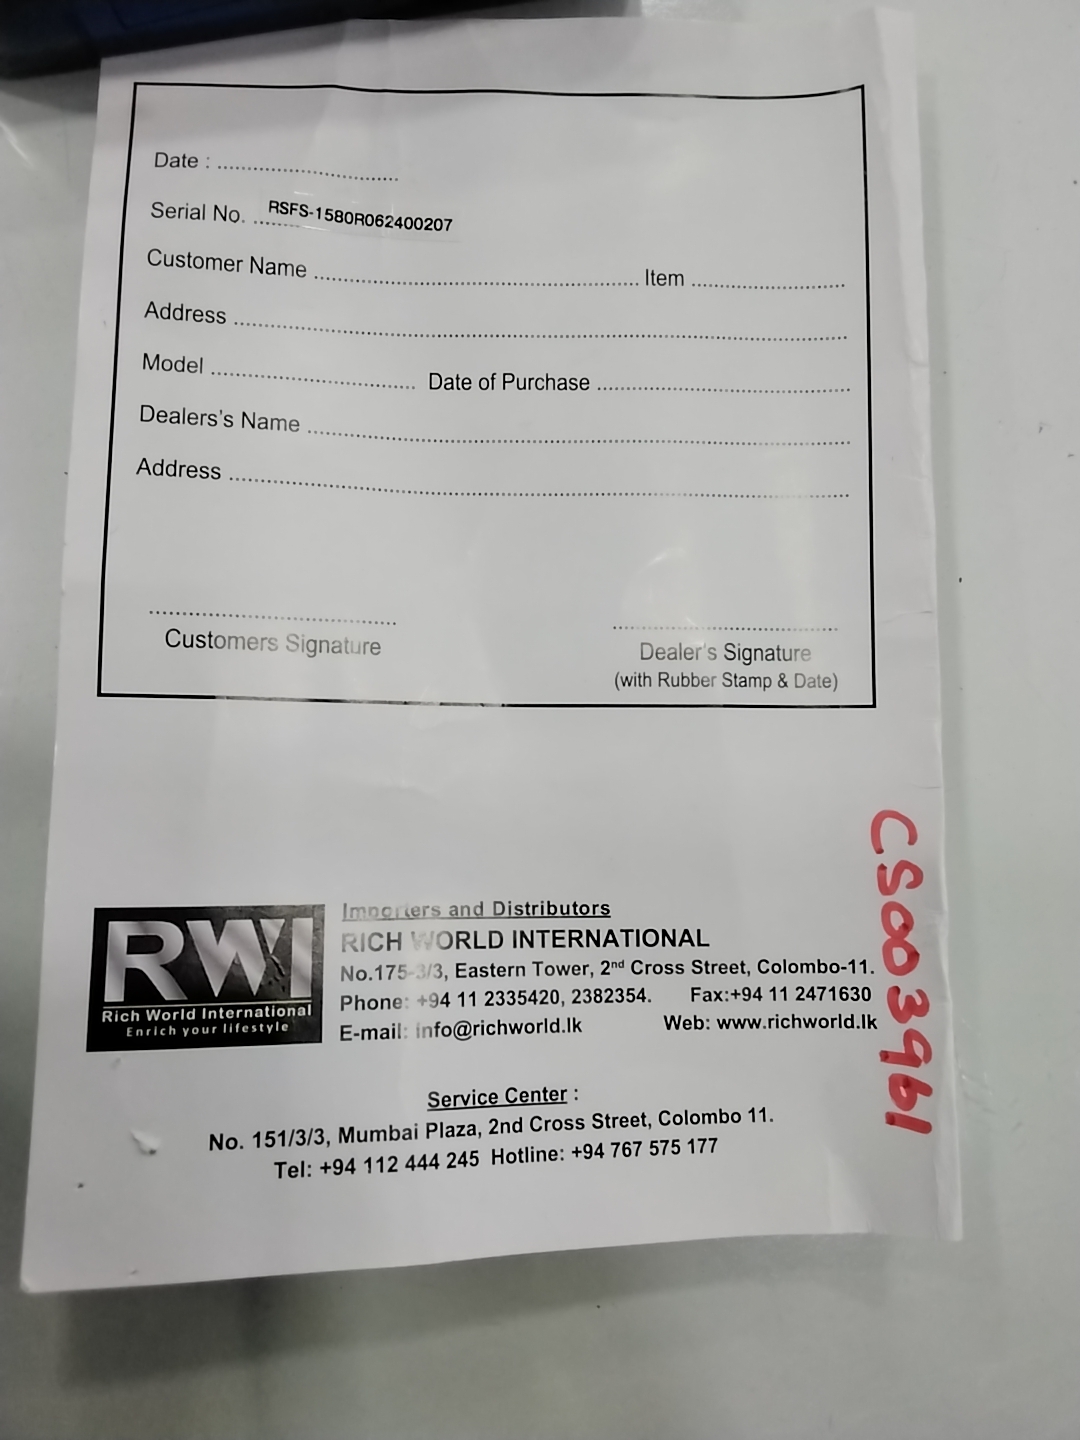 Date : ........................................
Serial No. ........ RSFS-1580R062400207
Customer Name ................................................................ Item ..............................
Address ..........................................................................................................................
Model ........................................ Date of Purchase ..................................................
Dealers's Name ..............................................................................................................
Address ..........................................................................................................................
.................................................. ..............................................
Customers Signature Dealer's Signature
(with Rubber Stamp & Date)
CS003961
RWI
Rich World International
Enrich your lifestyle
Importers and Distributors
RICH WORLD INTERNATIONAL
No.175-3/3, Eastern Tower, 2nd Cross Street, Colombo-11.
Phone: +94 11 2335420, 2382354. Fax:+94 11 2471630
E-mail: info@richworld.lk Web: www.richworld.lk
Service Center :
No. 151/3/3, Mumbai Plaza, 2nd Cross Street, Colombo 11.
Tel: +94 112 444 245 Hotline: +94 767 575 177